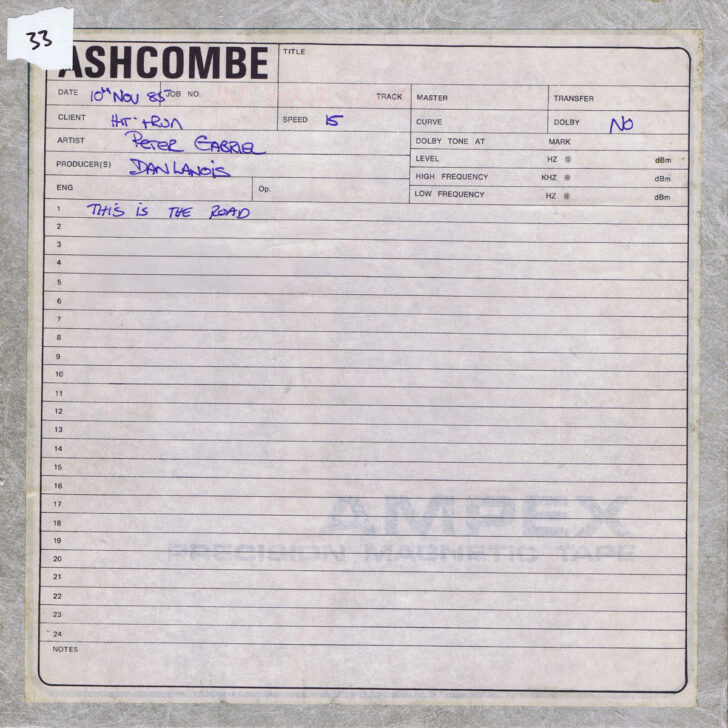 33
ASHCOMBE
TITLE
DATE 10TH NOV 85 JOB NO. TRACK MASTER TRANSFER
CLIENT HIT + RUN SPEED 15 CURVE DOLBY NO
ARTIST PETER GABRIEL DOLBY TONE AT MARK
PRODUCER(S) DAN LANOIS LEVEL HZ @ dBm
HIGH FREQUENCY KHZ @ dBm
ENG Op. LOW FREQUENCY HZ @ dBm
1 THIS IS THE ROAD
2
3
4
5
6
7
8
9
10
11
12
13
14
15
16
17
18
19
20
21
22
23
24
NOTES
AMPEX
PRECISION MAGNETIC TAPE